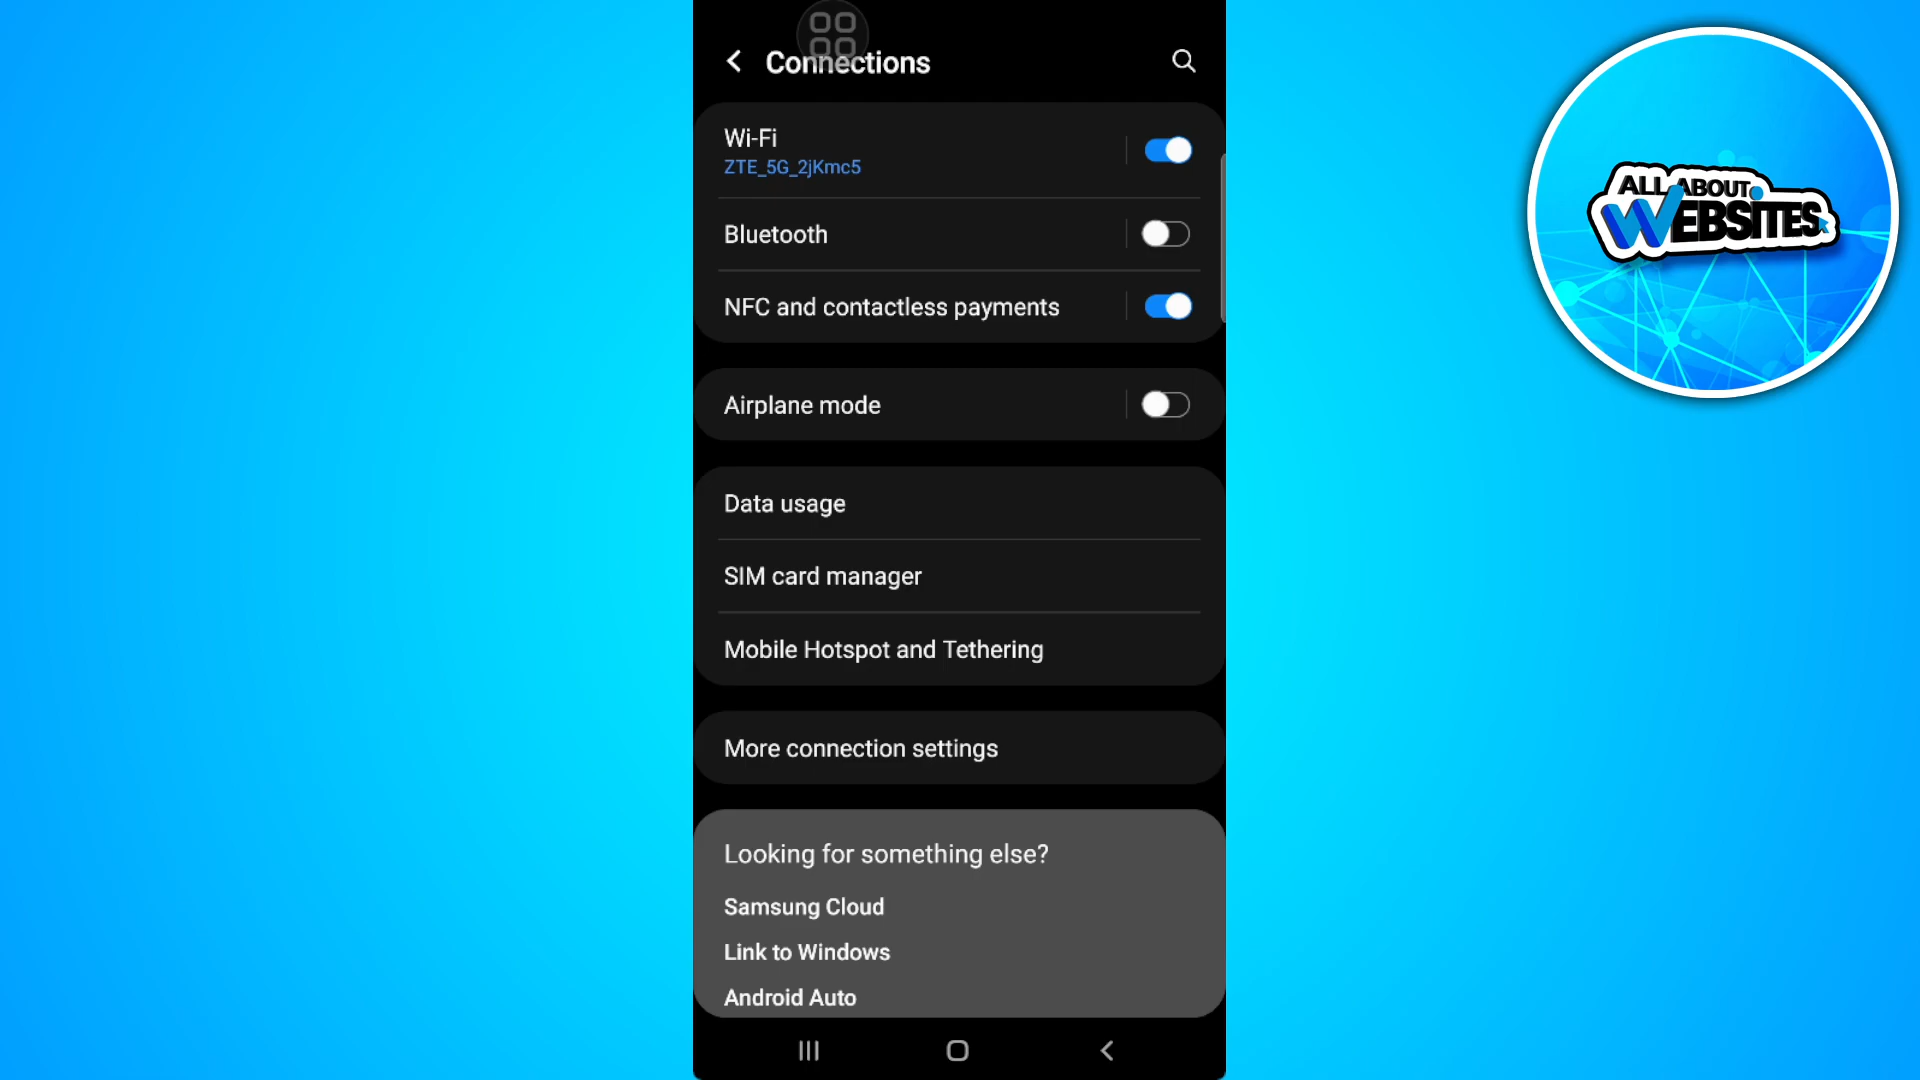 Connections
Wi-Fi
ZTE_5G_2jKmc5
Bluetooth
NFC and contactless payments
Airplane mode
Data usage
SIM card manager
Mobile Hotspot and Tethering
More connection settings
Looking for something else?
Samsung Cloud
Link to Windows
Android Auto
ALL ABOUT
WEBSITES